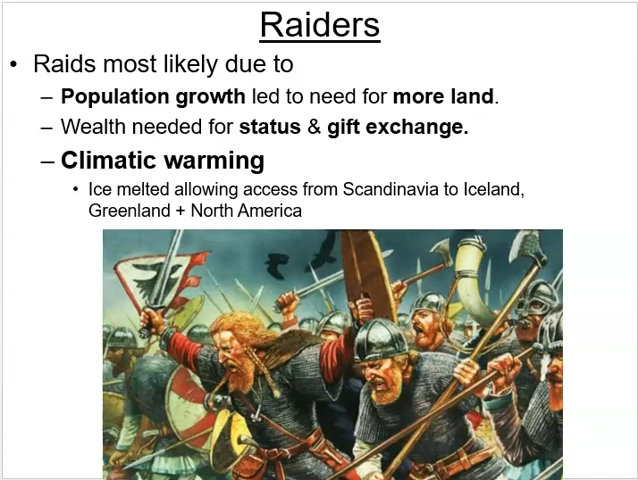 Raiders
• Raids most likely due to
– Population growth led to need for more land.
– Wealth needed for status & gift exchange.
– Climatic warming
• Ice melted allowing access from Scandinavia to Iceland,
Greenland + North America